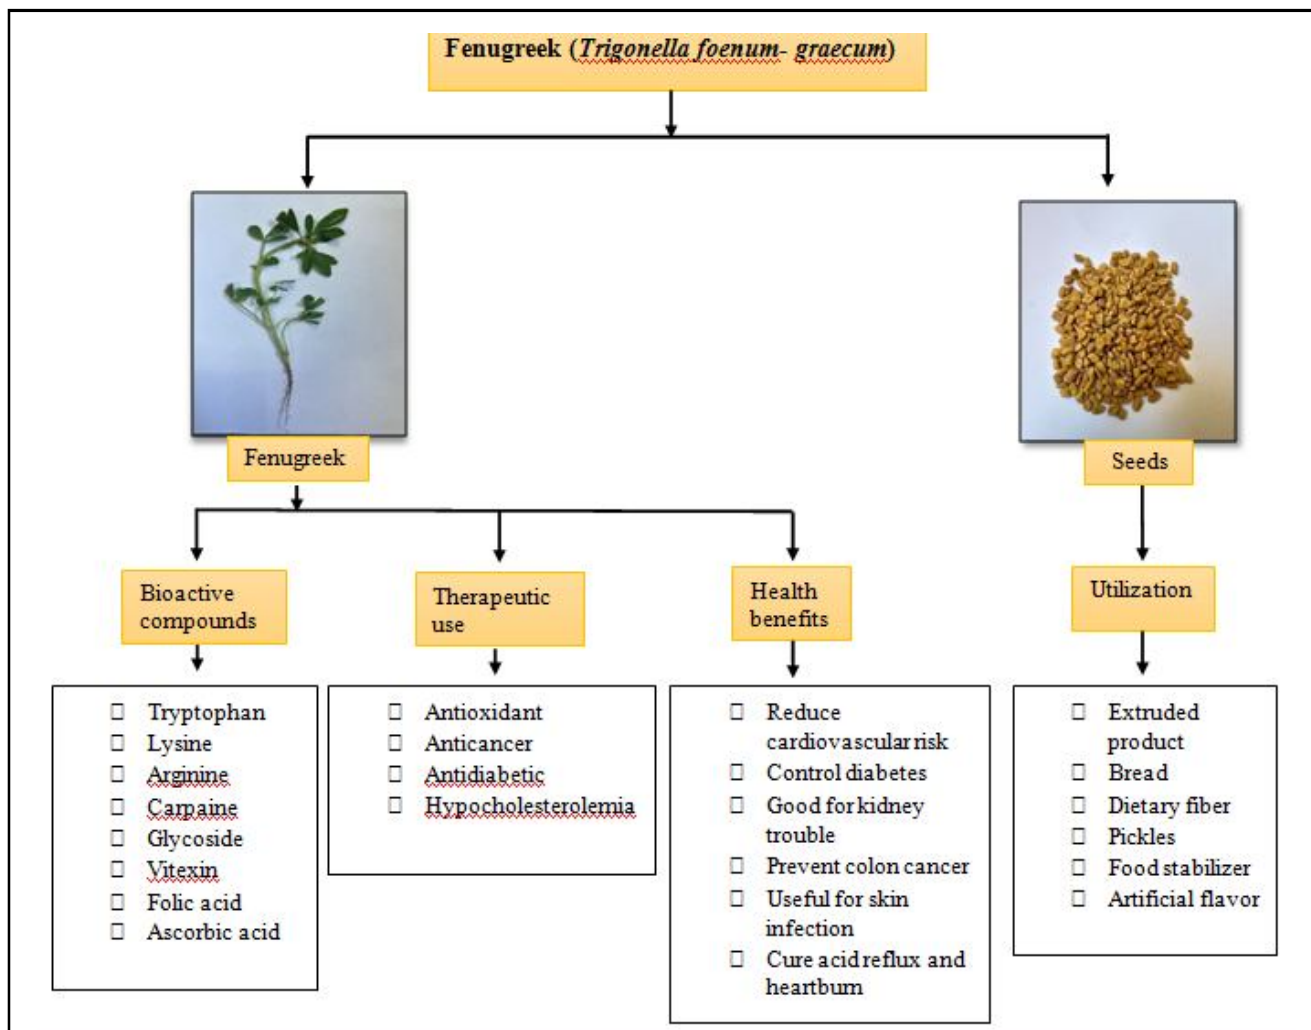 Fenugreek (Trigonella foenum- graecum)
Fenugreek
Seeds
Bioactive
compounds
Therapeutic
use
Health
benefits
Utilization
Tryptophan
Lysine
Arginine
Carpaine
Glycoside
Vitexin
Folic acid
Ascorbic acid
Antioxidant
Anticancer
Antidiabetic
Hypocholesterolemia
Reduce
cardiovascular risk
Control diabetes
Good for kidney
trouble
Prevent colon cancer
Useful for skin
infection
Cure acid reflux and
heartburn
Extruded
product
Bread
Dietary fiber
Pickles
Food stabilizer
Artificial flavor